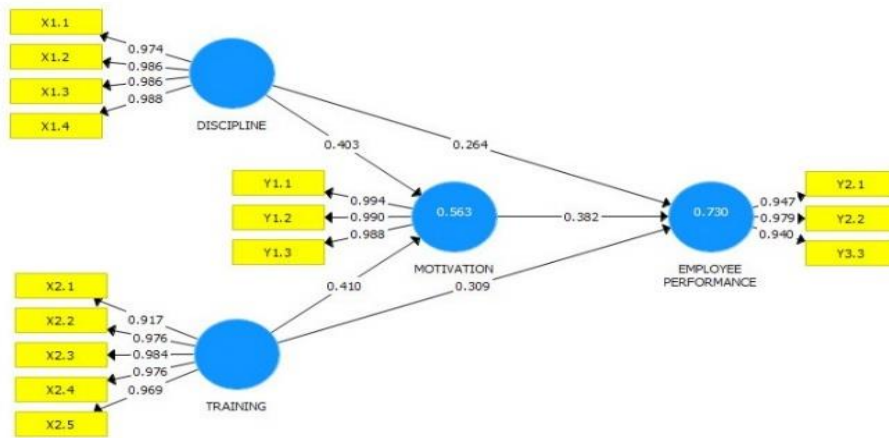 X1.1
X1.2
X1.3
X1.4
0.974
0.986
0.986
0.988
DISCIPLINE
0.403
0.264
Y1.1
Y1.2
Y1.3
0.994
0.990
0.988
0.563
MOTIVATION
0.382
0.730
EMPLOYEE
PERFORMANCE
0.947
0.979
0.940
Y2.1
Y2.2
Y3.3
0.410
0.309
X2.1
X2.2
X2.3
X2.4
X2.5
0.917
0.976
0.984
0.976
0.969
TRAINING